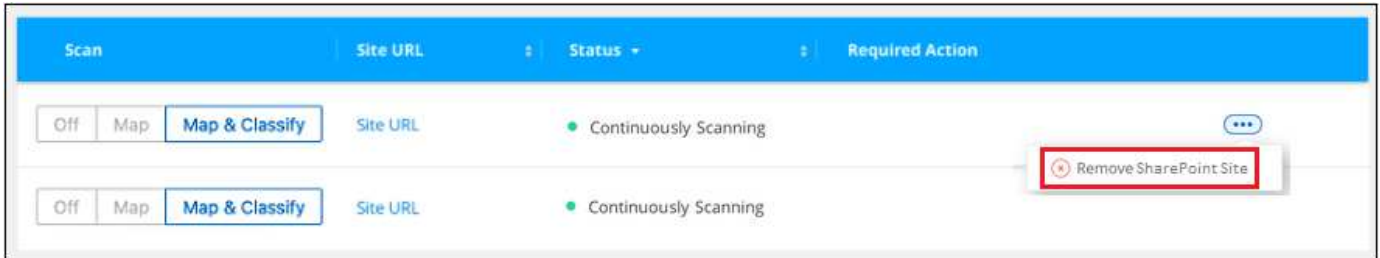 Scan Site URL Status Required Action
Off Map Map & Classify Site URL Continuously Scanning
Remove SharePoint Site
Off Map Map & Classify Site URL Continuously Scanning